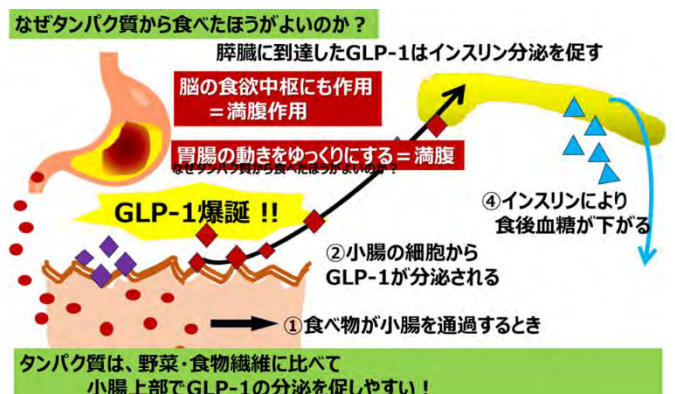 なぜタンパク質から食べたほうがよいのか？
膵臓に到達したGLP-1はインスリン分泌を促す
脳の食欲中枢にも作用
＝満腹作用
胃腸の動きをゆっくりにする＝満腹
なぜタンパク質から食べたほうがよいのか？
GLP-1爆誕 !!
④インスリンにより
食後血糖が下がる
②小腸の細胞から
GLP-1が分泌される
①食べ物が小腸を通過するとき
タンパク質は、野菜・食物繊維に比べて
小腸上部でGLP-1の分泌を促しやすい！